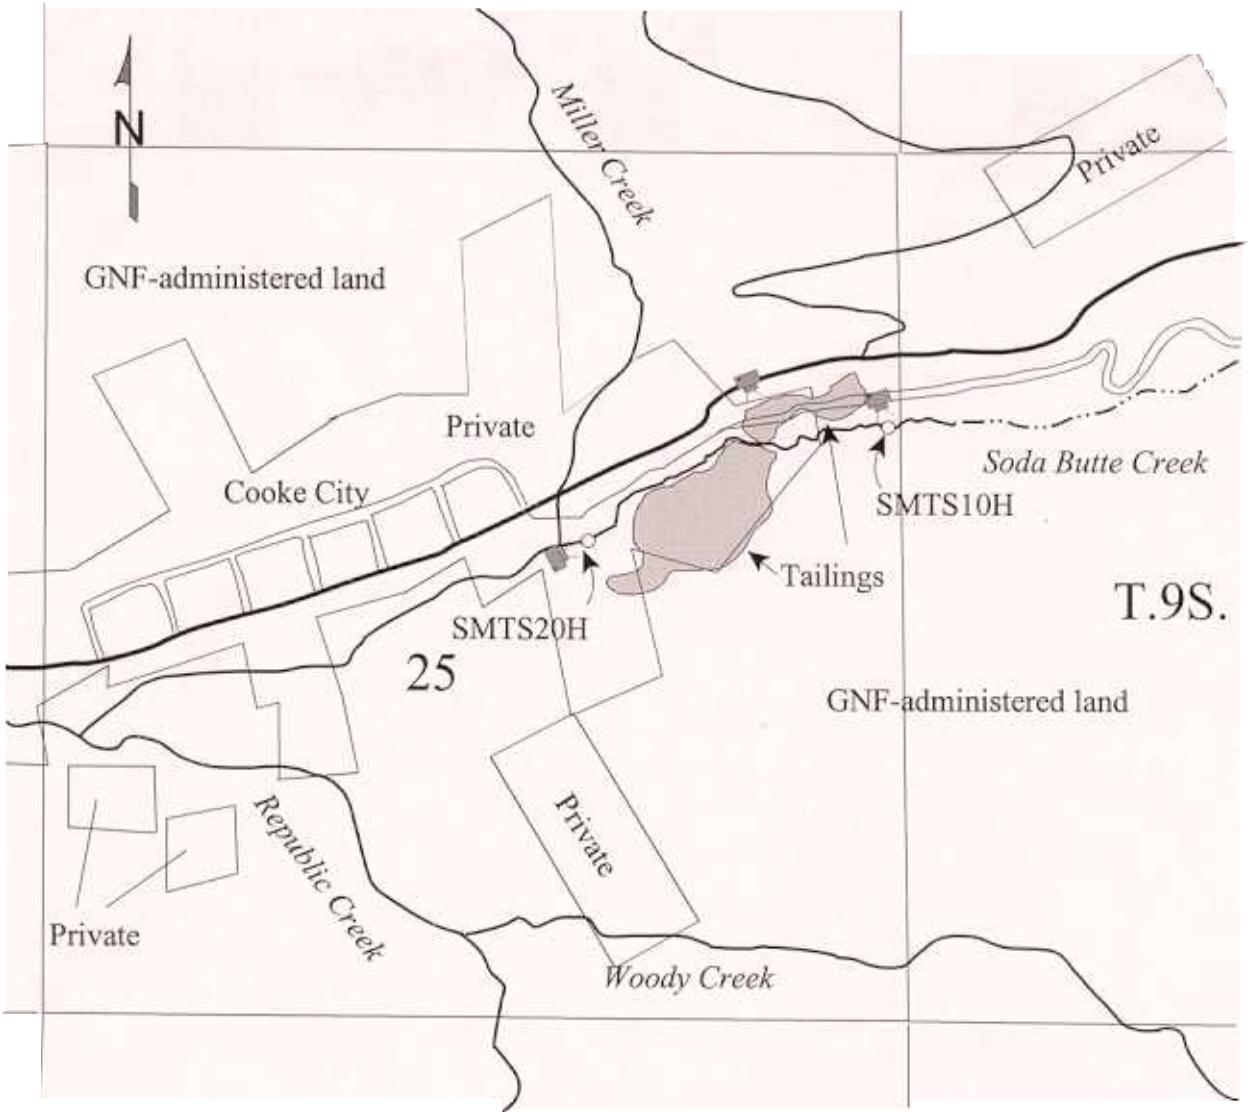 N
Miller Creek
Private
GNF-administered land
Private
Cooke City
Soda Butte Creek
SMTS10H
Tailings
T.9S.
SMTS20H
25
GNF-administered land
Private
Republic Creek
Private
Woody Creek